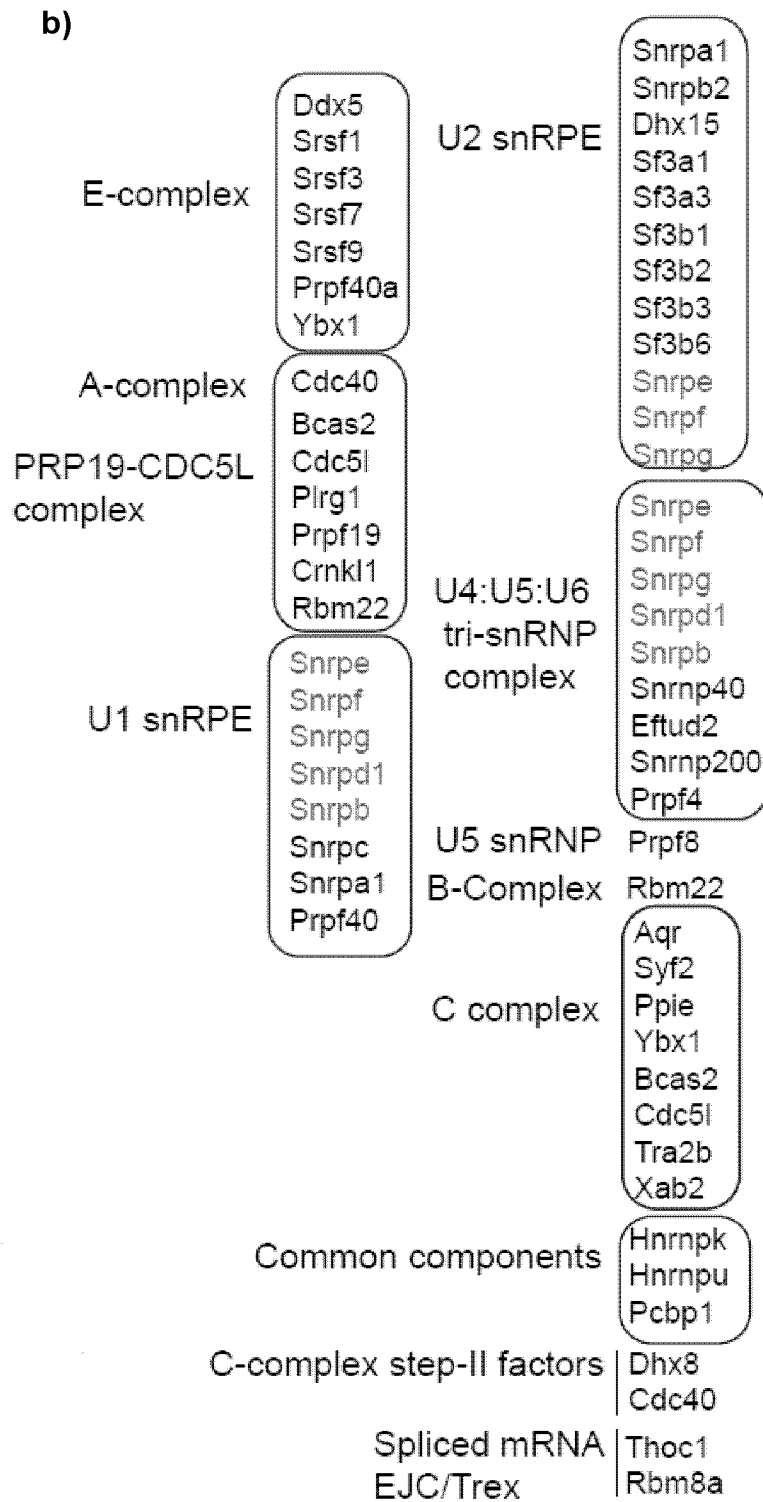 b)
E-complex
Ddx5
Srsf1
Srsf3
Srsf7
Srsf9
Prpf40a
Ybx1
A-complex
Cdc40
PRP19-CDC5L
complex
Bcas2
Cdc5l
Plrg1
Prpf19
Crnkl1
Rbm22
U1 snRPE
Snrpe
Snrpf
Snrpg
Snrpd1
Snrpb
Snrpc
Snrpa1
Prpf40
U2 snRPE
Snrpa1
Snrpb2
Dhx15
Sf3a1
Sf3a3
Sf3b1
Sf3b2
Sf3b3
Sf3b6
Snrpe
Snrpf
Snrpg
U4:U5:U6
tri-snRNP
complex
Snrpe
Snrpf
Snrpg
Snrpd1
Snrpb
Snrnp40
Eftud2
Snrnp200
Prpf4
U5 snRNP
Prpf8
B-Complex
Rbm22
C complex
Aqr
Syf2
Ppie
Ybx1
Bcas2
Cdc5l
Tra2b
Xab2
Common components
Hnrnpk
Hnrnpu
Pcbp1
C-complex step-II factors
Dhx8
Cdc40
Spliced mRNA
EJC/Trex
Thoc1
Rbm8a